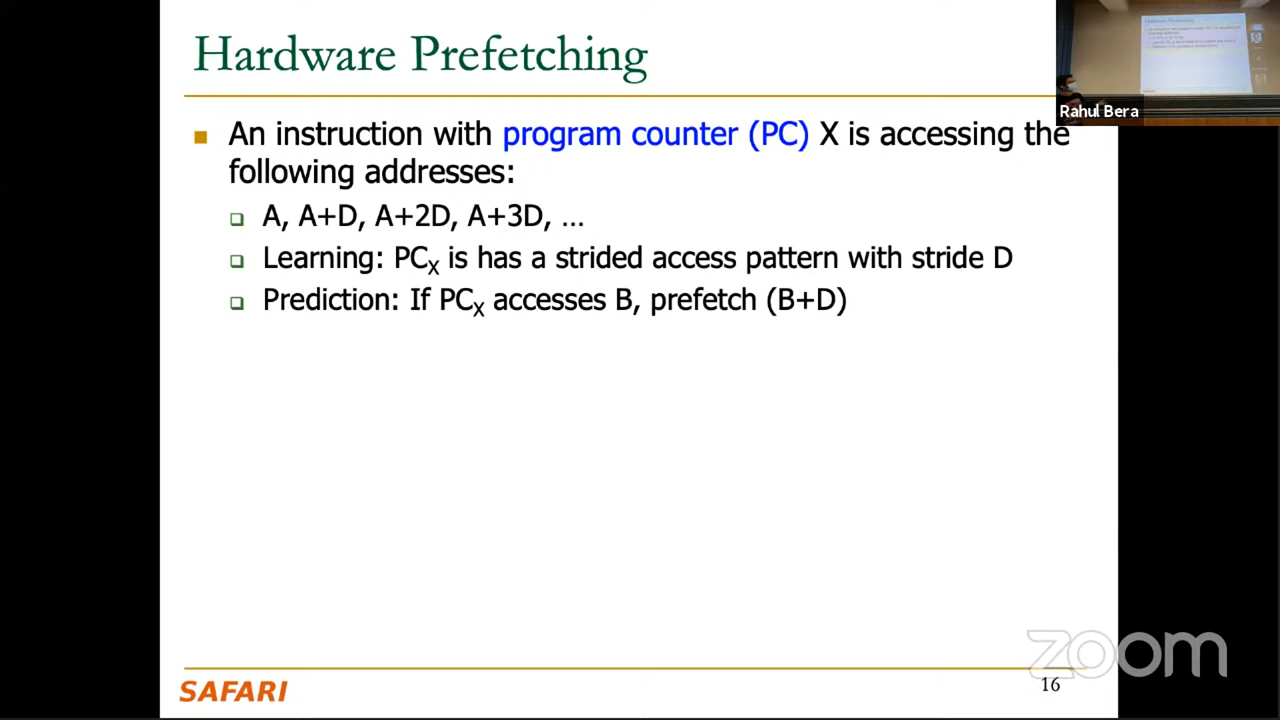 Hardware Prefetching
An instruction with program counter (PC) X is accessing the
following addresses:
A, A+D, A+2D, A+3D, ...
Learning: PCX is has a strided access pattern with stride D
Prediction: If PCX accesses B, prefetch (B+D)
Rahul Bera
zoom
SAFARI
16